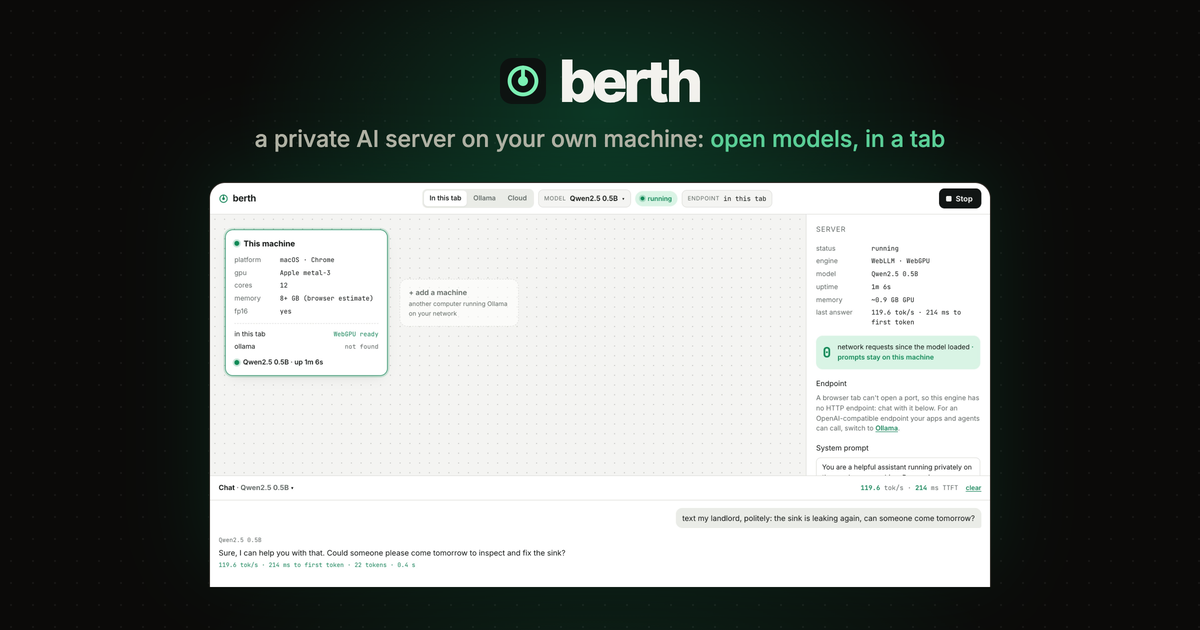 berth
a private AI server on your own machine: open models, in a tab
berth
In this tab Ollama Cloud
MODEL Qwen2.5 0.5B
running
ENDPOINT in this tab
Stop
This machine
platform macOS · Chrome
gpu Apple metal-3
cores 12
memory 8+ GB (browser estimate)
fp16 yes
in this tab WebGPU ready
ollama not found
Qwen2.5 0.5B · up 1m 6s
+ add a machine
another computer running Ollama
on your network
SERVER
status running
engine WebLLM · WebGPU
model Qwen2.5 0.5B
uptime 1m 6s
memory ~0.9 GB GPU
last answer 119.6 tok/s · 214 ms to
first token
0 network requests since the model loaded ·
prompts stay on this machine
Endpoint
A browser tab can't open a port, so this engine has
no HTTP endpoint: chat with it below. For an
OpenAI-compatible endpoint your apps and agents
can call, switch to Ollama.
System prompt
You are a helpful assistant running privately on
Chat · Qwen2.5 0.5B
119.6 tok/s · 214 ms TTFT clear
text my landlord, politely: the sink is leaking again, can someone come tomorrow?
Qwen2.5 0.5B
Sure, I can help you with that. Could someone please come tomorrow to inspect and fix the sink?
119.6 tok/s · 214 ms to first token · 22 tokens · 0.4 s